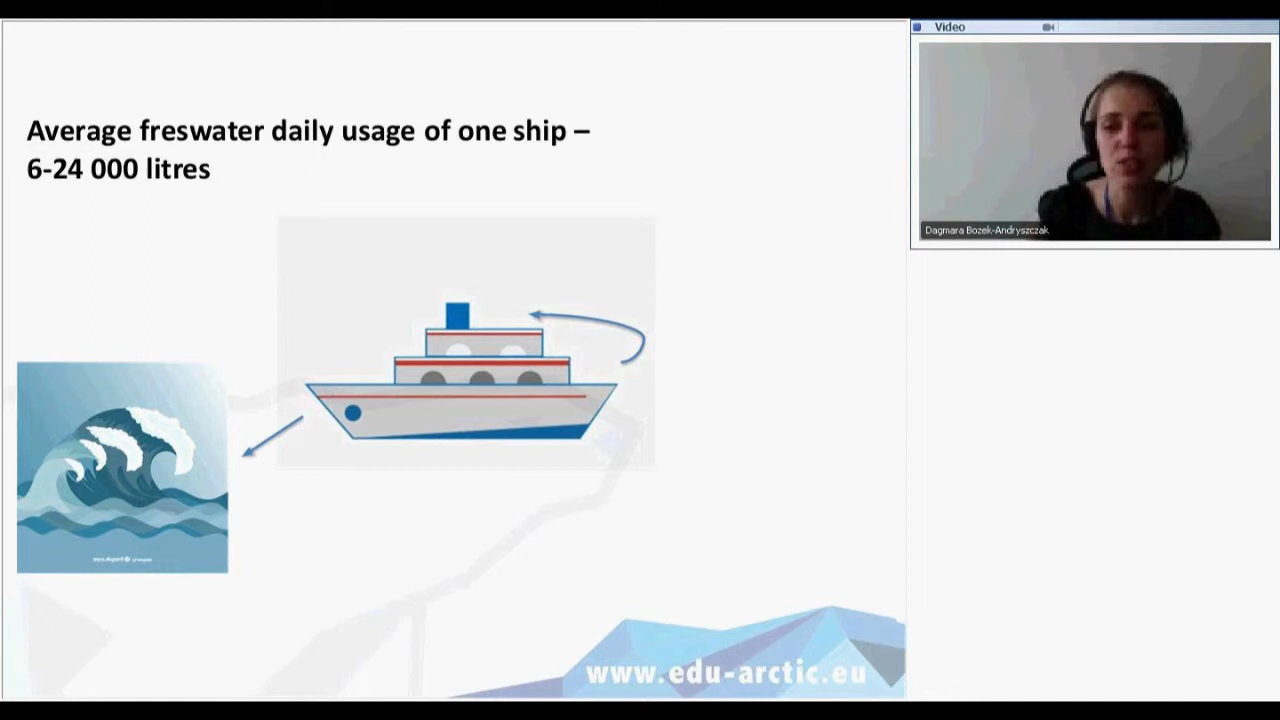 Average freswater daily usage of one ship –
6-24 000 litres
www.edu-arctic.eu
Video
Dagmara Bozek-Andryszczak